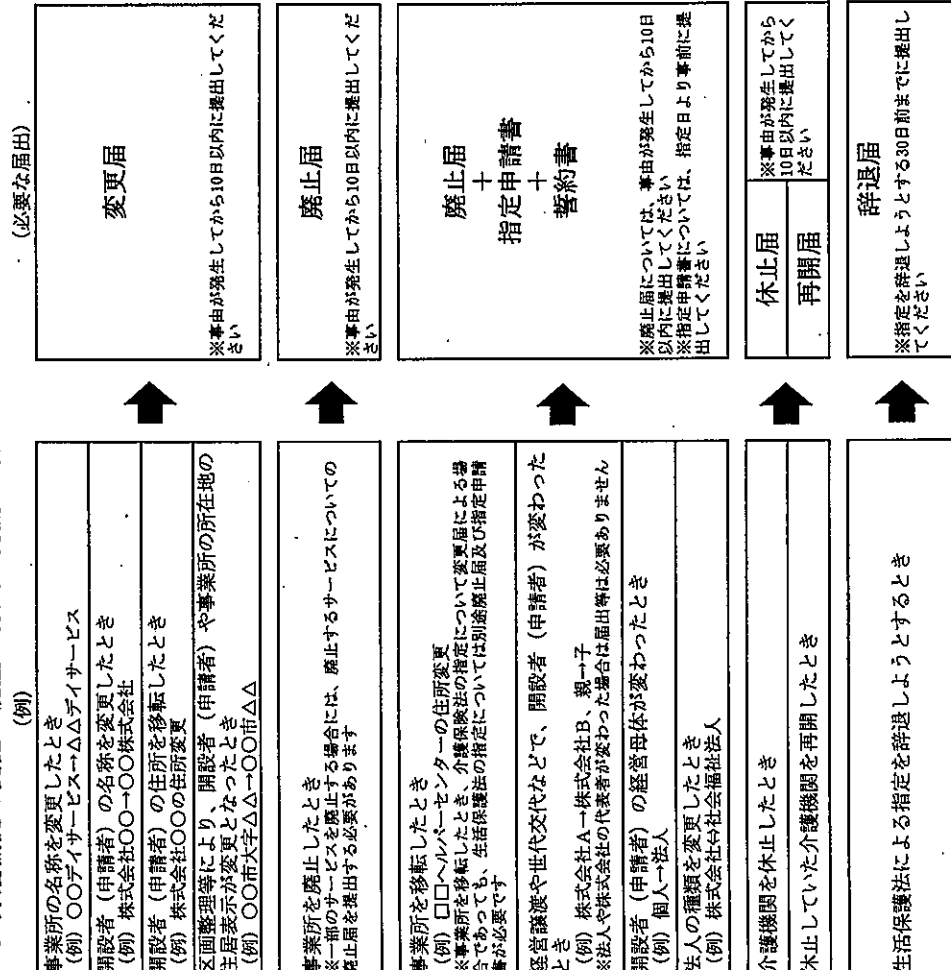 (例)
(必要な届出)
事業所の名称を変更したとき
(例) ○○デイサービス→△△デイサービス
開設者（申請者）の名称を変更したとき
(例) 株式会社○○→○○株式会社
開設者（申請者）の住所を移転したとき
(例) 株式会社○○の住所変更
区画整理等により、開設者（申請者）や事業所の所在地の
住居表示が変更となったとき
(例) ○○市大字△△→○○市△△
変更届
※事由が発生してから10日以内に提出してくだ
さい
事業所を廃止したとき
※一部のサービスを廃止する場合には、廃止するサービスについての
廃止届を提出する必要があります
廃止届
※事由が発生してから10日以内に提出してくだ
さい
事業所を移転したとき
(例) □□ヘルパーセンターの住所変更
※事業所を移転したとき、介護保険法の指定について変更届による場
合であっても、生活保護法の指定については別途廃止届及び指定申請
書が必要です
経営譲渡や世代交代などで、開設者（申請者）が変わった
とき
(例) 株式会社A→株式会社B、親→子
※法人や株式会社の代表者が変わった場合は届出等は必要ありません
開設者（申請者）の経営母体が変わったとき
(例) 個人→法人
法人の種類を変更したとき
(例) 株式会社⇔社会福祉法人
廃止届
＋
指定申請書
＋
誓約書
※廃止届については、事由が発生してから10日
以内に提出してください
※指定申請書については、指定日より事前に提
出してください
介護機関を休止したとき
休止していた介護機関を再開したとき
休止届
再開届
※事由が発生してから
10日以内に提出してく
ださい
生活保護法による指定を辞退しようとするとき
辞退届
※指定を辞退しようとする30日前までに提出し
てください